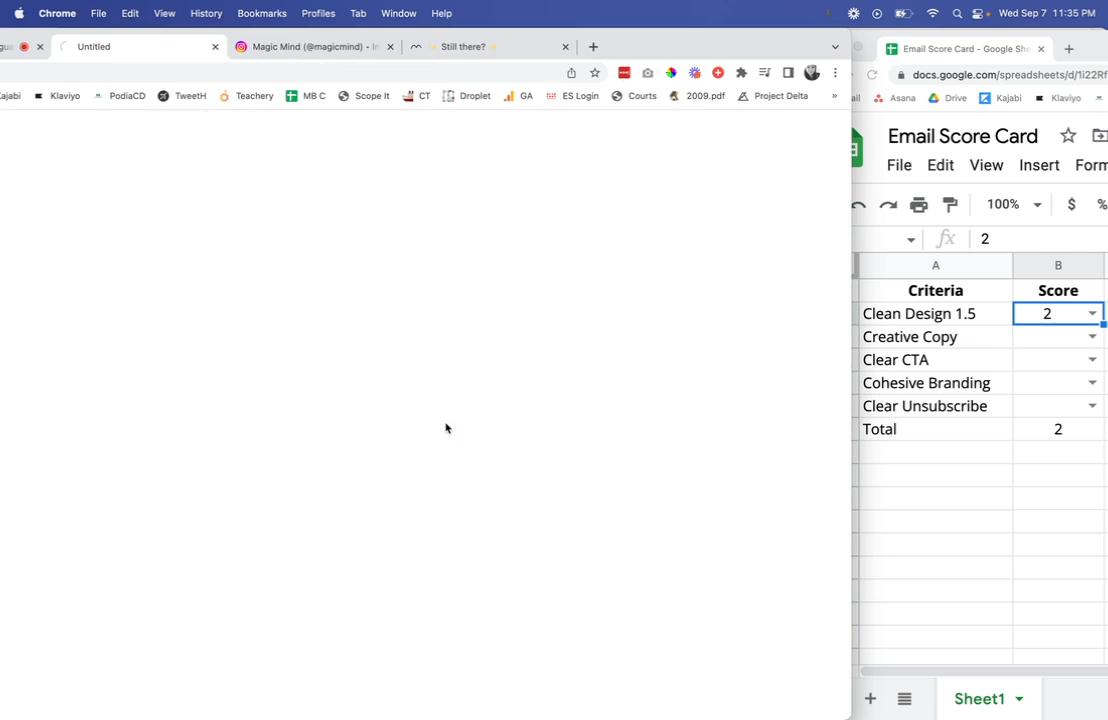 Chrome File Edit View History Bookmarks Profiles Tab Window Help Wed Sep 7 11:35 PM
Untitled Magic Mind (@magicmind) • Still there?
Kajabi Klaviyo PodiaCD TweetH Teachery MB C Scope It CT Droplet GA ES Login Courts 2009.pdf Project Delta »
Email Score Card - Google She
docs.google.com/spreadsheets/d/1i22Rf
Asana Drive Kajabi Klaviyo
Email Score Card
File Edit View Insert Form
100% $ %
fx 2
A B
Criteria Score
Clean Design 1.5 2
Creative Copy
Clear CTA
Cohesive Branding
Clear Unsubscribe
Total 2
Sheet1